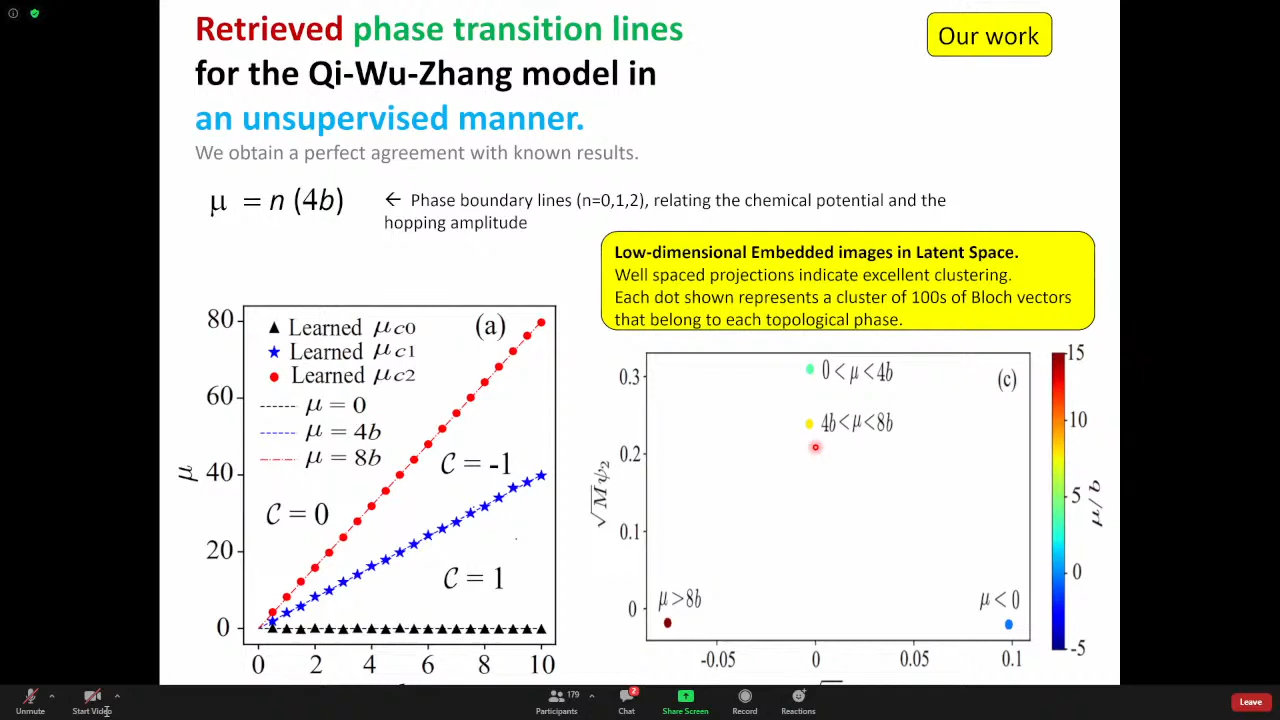 Retrieved phase transition lines
for the Qi-Wu-Zhang model in
an unsupervised manner.
We obtain a perfect agreement with known results.
Our work
μ = n (4b)
← Phase boundary lines (n=0,1,2), relating the chemical potential and the
hopping amplitude
Low-dimensional Embedded images in Latent Space.
Well spaced projections indicate excellent clustering.
Each dot shown represents a cluster of 100s of Bloch vectors
that belong to each topological phase.
80
60
40
20
0
μ
Learned μc0
Learned μc1
Learned μc2
μ = 0
μ = 4b
μ = 8b
(a)
C = -1
C = 0
C = 1
0 2 4 6 8 10
0.3
0.2
0.1
0
√Mψ2
0<μ<4b
(c)
4b<μ<8b
μ>8b
μ<0
-0.05 0 0.05 0.1
15
10
5
0
-5
μ/b
Unmute
Start Video
179
Participants
2
Chat
Share Screen
Record
Reactions
Leave